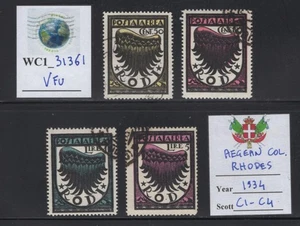 WCI_31361
VFU
POSTA AEREA
CENT. 50
RODI
POSTA AEREA
RODI
POSTA AEREA
RODI
POSTA AEREA
LIRE 5
RODI
AEGEAN COL.
RHODES
Year 1934
Scott C1-C4